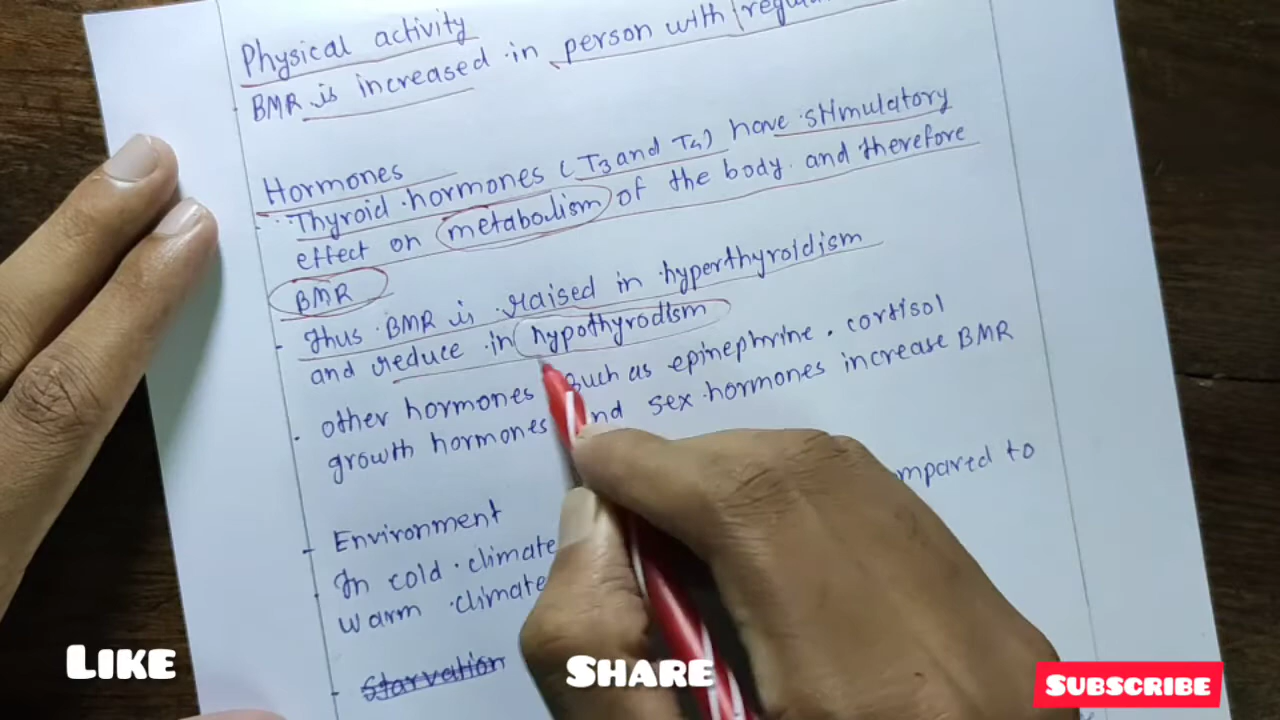 Physical activity
BMR is increased in person with
Hormones
Thyroid hormones (T3 and T4) have stimulatory
effect on metabolism of the body and therefore
BMR
Thus BMR is raised in hyperthyroidism
and reduce in hypothyrodism
other hormones such as epinephrine. cortisol
growth hormones and sex hormones increase BMR
Environment
In cold climate
mpared to
warm climate
Starvation
LIKE
SHARE
SUBSCRIBE